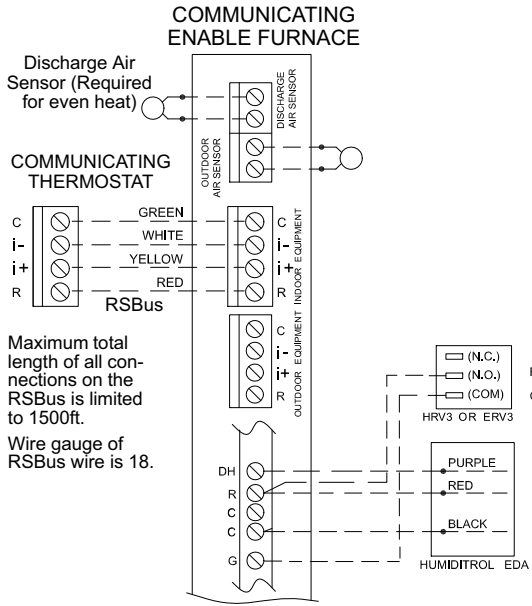 COMMUNICATING
ENABLE FURNACE
Discharge Air
Sensor (Required
for even heat)
DISCHARGE
AIR SENSOR
OUTDOOR
AIR SENSOR
COMMUNICATING
THERMOSTAT
C
i-
i+
R
GREEN
WHITE
YELLOW
RED
RSBus
C
i-
i+
R
INDOOR EQUIPMENT
C
i-
i+
R
OUTDOOR EQUIPMENT
Maximum total
length of all con-
nections on the
RSBus is limited
to 1500ft.
Wire gauge of
RSBus wire is 18.
(N.C.)
(N.O.)
(COM)
HRV3 OR ERV3
DH
R
C
C
G
PURPLE
RED
BLACK
HUMIDITROL EDA